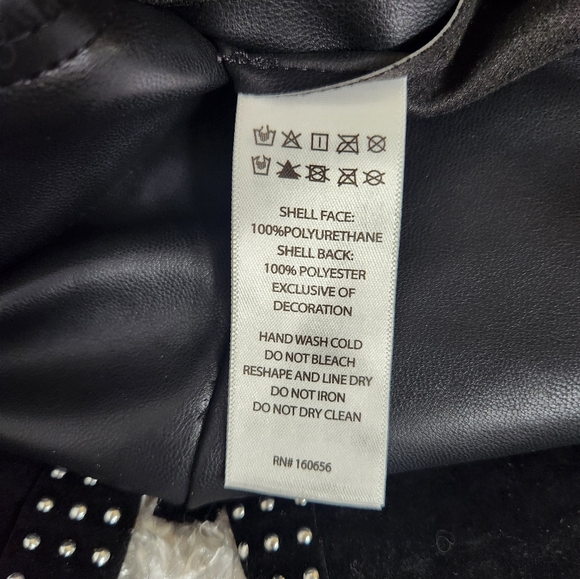 SHELL FACE:
100%POLYURETHANE
SHELL BACK:
100% POLYESTER
EXCLUSIVE OF
DECORATION
HAND WASH COLD
DO NOT BLEACH
RESHAPE AND LINE DRY
DO NOT IRON
DO NOT DRY CLEAN
RN# 160656